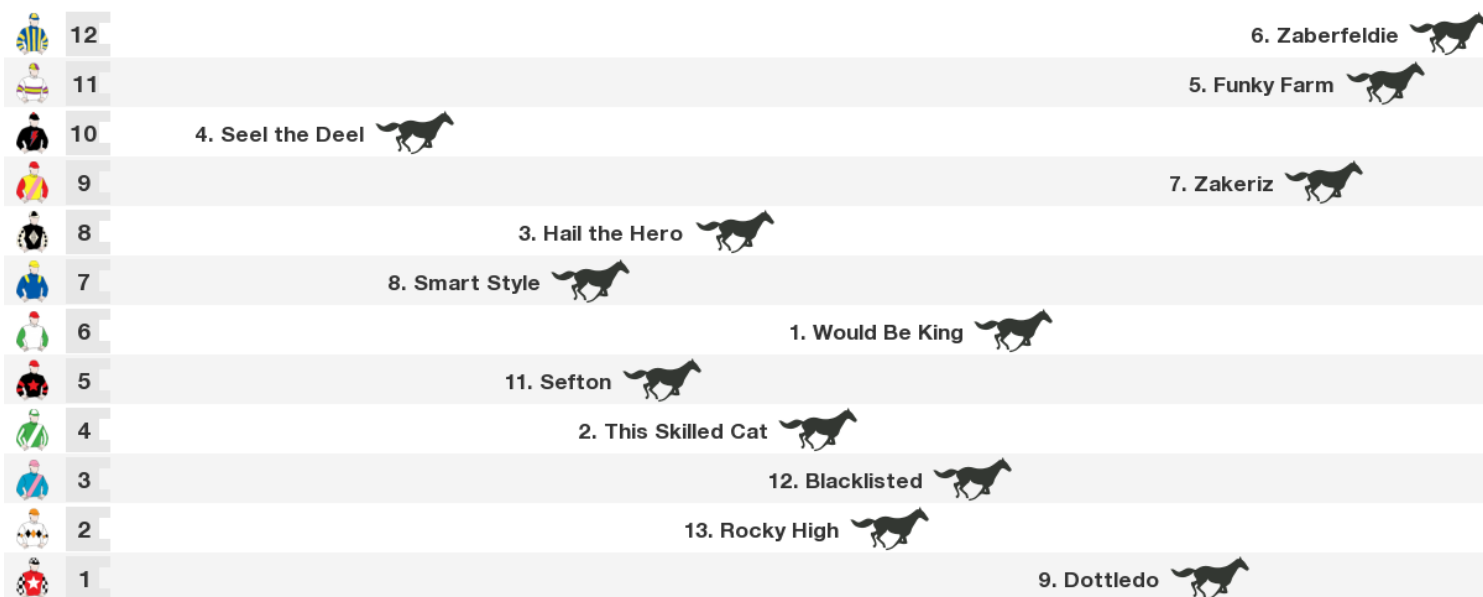 12 6. Zaberfeldie
11 5. Funky Farm
10 4. Seel the Deel
9 7. Zakeriz
8 3. Hail the Hero
7 8. Smart Style
6 1. Would Be King
5 11. Sefton
4 2. This Skilled Cat
3 12. Blacklisted
2 13. Rocky High
1 9. Dottledo